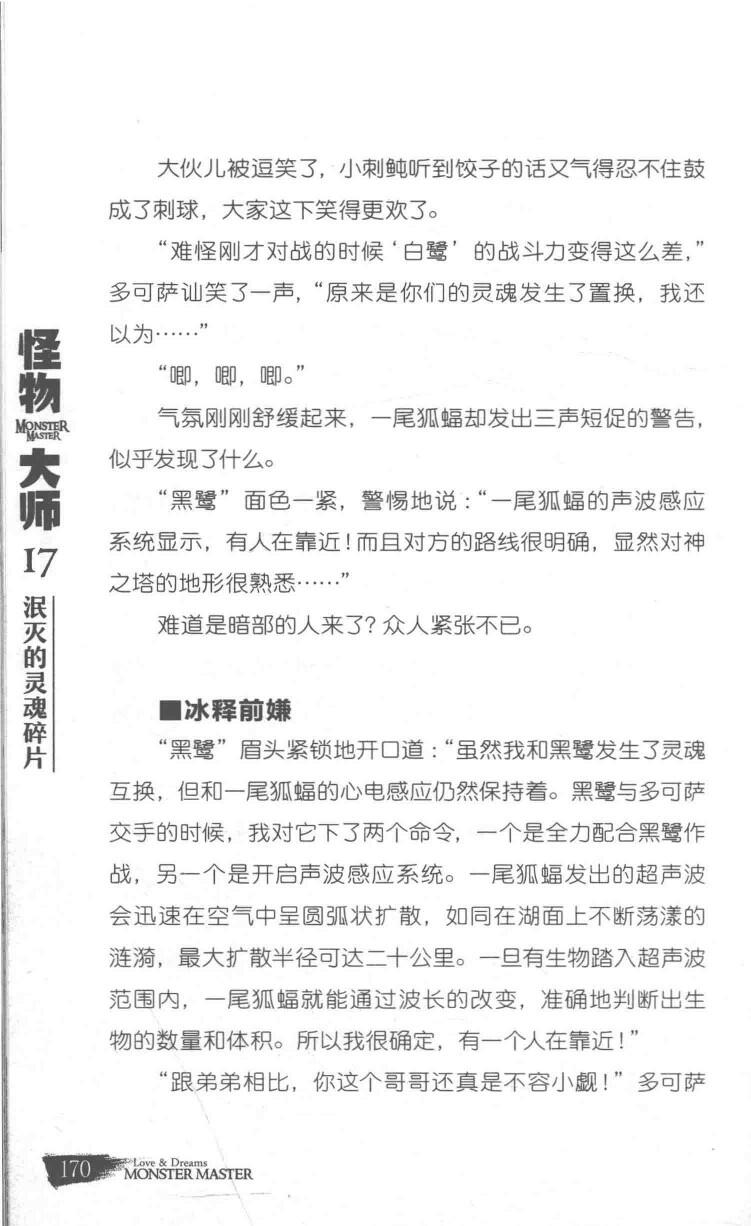 大伙儿被逗笑了，小刺鲀听到饺子的话又气得忍不住鼓
成了刺球，大家这下笑得更欢了。
“难怪刚才对战的时候‘白鹭’的战斗力变得这么差，”
多可萨讪笑了一声，“原来是你们的灵魂发生了置换，我还
以为……”
“唧，唧，唧。”
气氛刚刚舒缓起来，一尾狐蝠却发出三声短促的警告，
似乎发现了什么。
“黑鹭”面色一紧，警惕地说：“一尾狐蝠的声波感应
系统显示，有人在靠近！而且对方的路线很明确，显然对神
之塔的地形很熟悉……”
难道是暗部的人来了？众人紧张不已。
■冰释前嫌
“黑鹭”眉头紧锁地开口道：“虽然我和黑鹭发生了灵魂
互换，但和一尾狐蝠的心电感应仍然保持着。黑鹭与多可萨
交手的时候，我对它下了两个命令，一个是全力配合黑鹭作
战，另一个是开启声波感应系统。一尾狐蝠发出的超声波
会迅速在空气中呈圆弧状扩散，如同在湖面上不断荡漾的
涟漪，最大扩散半径可达二十公里。一旦有生物踏入超声波
范围内，一尾狐蝠就能通过波长的改变，准确地判断出生
物的数量和体积。所以我很确定，有一个人在靠近！”
“跟弟弟相比，你这个哥哥还真是不容小觑！”多可萨
怪物
MONSTER
MASTER
大师
17
泯灭的灵魂碎片
170
Love & Dreams
MONSTER MASTER